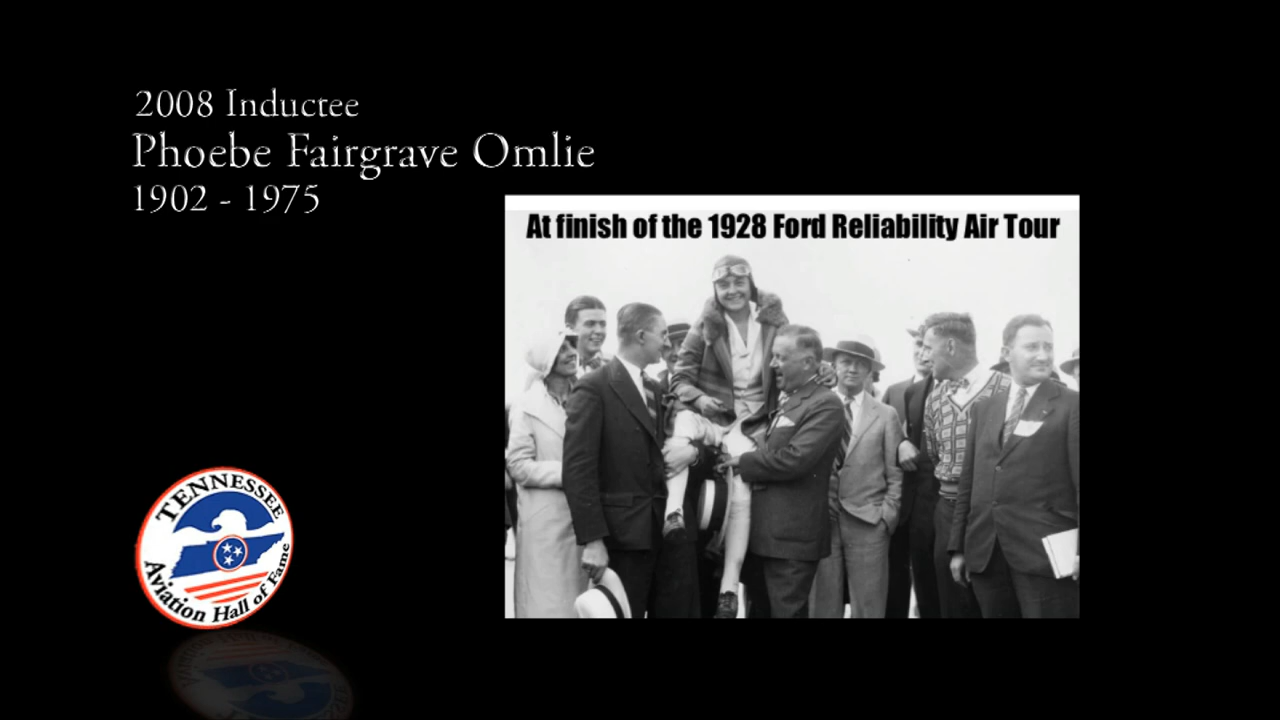 2008 Inductee
Phoebe Fairgrave Omlie
1902 - 1975
At finish of the 1928 Ford Reliability Air Tour
TENNESSEE
Aviation Hall of Fame